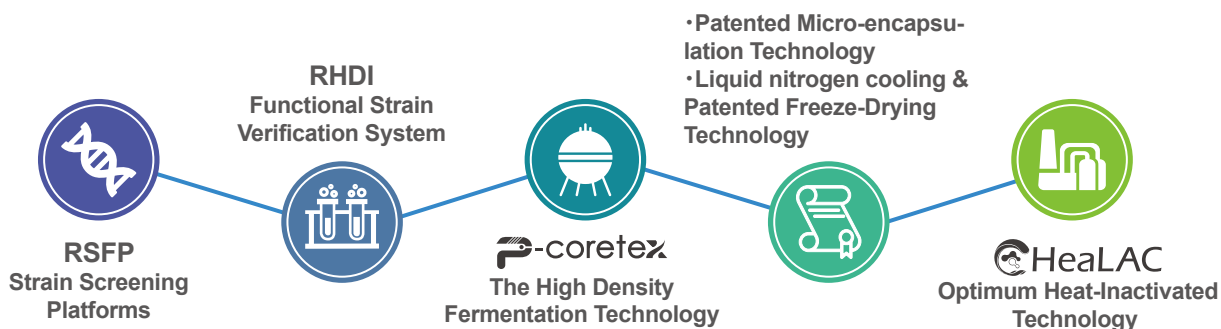 RSFP
Strain Screening
Platforms
RHDI
Functional Strain
Verification System
P-coretex
The High Density
Fermentation Technology
・Patented Micro-encapsu-
lation Technology
・Liquid nitrogen cooling &
Patented Freeze-Drying
Technology
HeaLAC
Optimum Heat-Inactivated
Technology